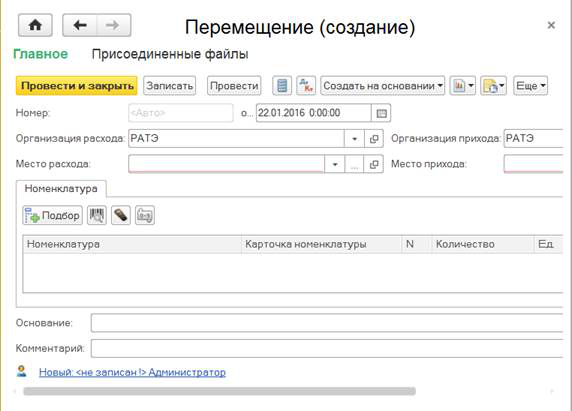 Перемещение (создание)
Главное Присоединенные файлы
Провести и закрыть Записать Провести Дт Кт Создать на основании Еще
Номер: <Авто> о... 22.01.2016 0:00:00
Организация расхода: РАТЭ Организация прихода: РАТЭ
Место расхода: ... Место прихода:
Номенклатура
Подбор
Номенклатура Карточка номенклатуры N Количество Ед.
Основание:
Комментарий:
Новый: <не записан !> Администратор